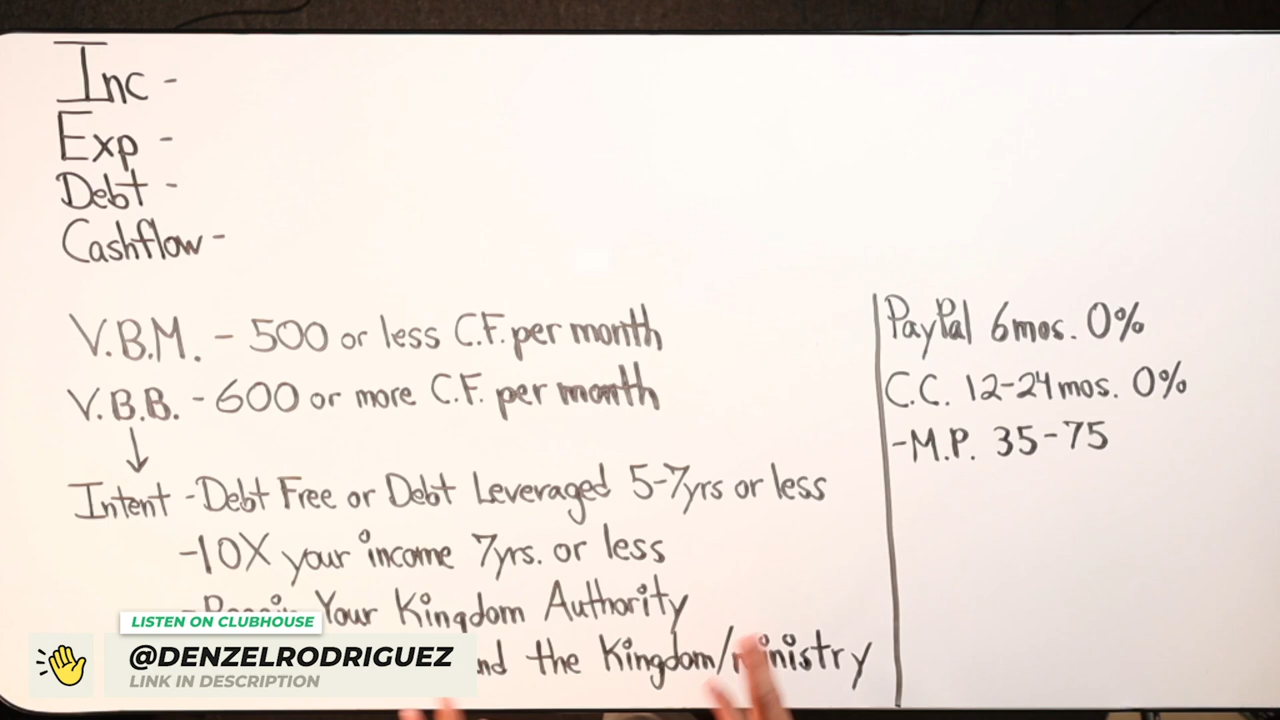 Inc -
Exp -
Debt -
Cashflow -
V.B.M. - 500 or less C.F. per month
V.B.B. - 600 or more C.F. per month
↓
Intent - Debt Free or Debt Leveraged 5-7yrs or less
-10X your income 7yrs. or less
Your Kingdom Authority
the Kingdom/ministry
PayPal 6mos. 0%
C.C. 12-24mos. 0%
-M.P. 35-75
LISTEN ON CLUBHOUSE
@DENZELRODRIGUEZ
LINK IN DESCRIPTION